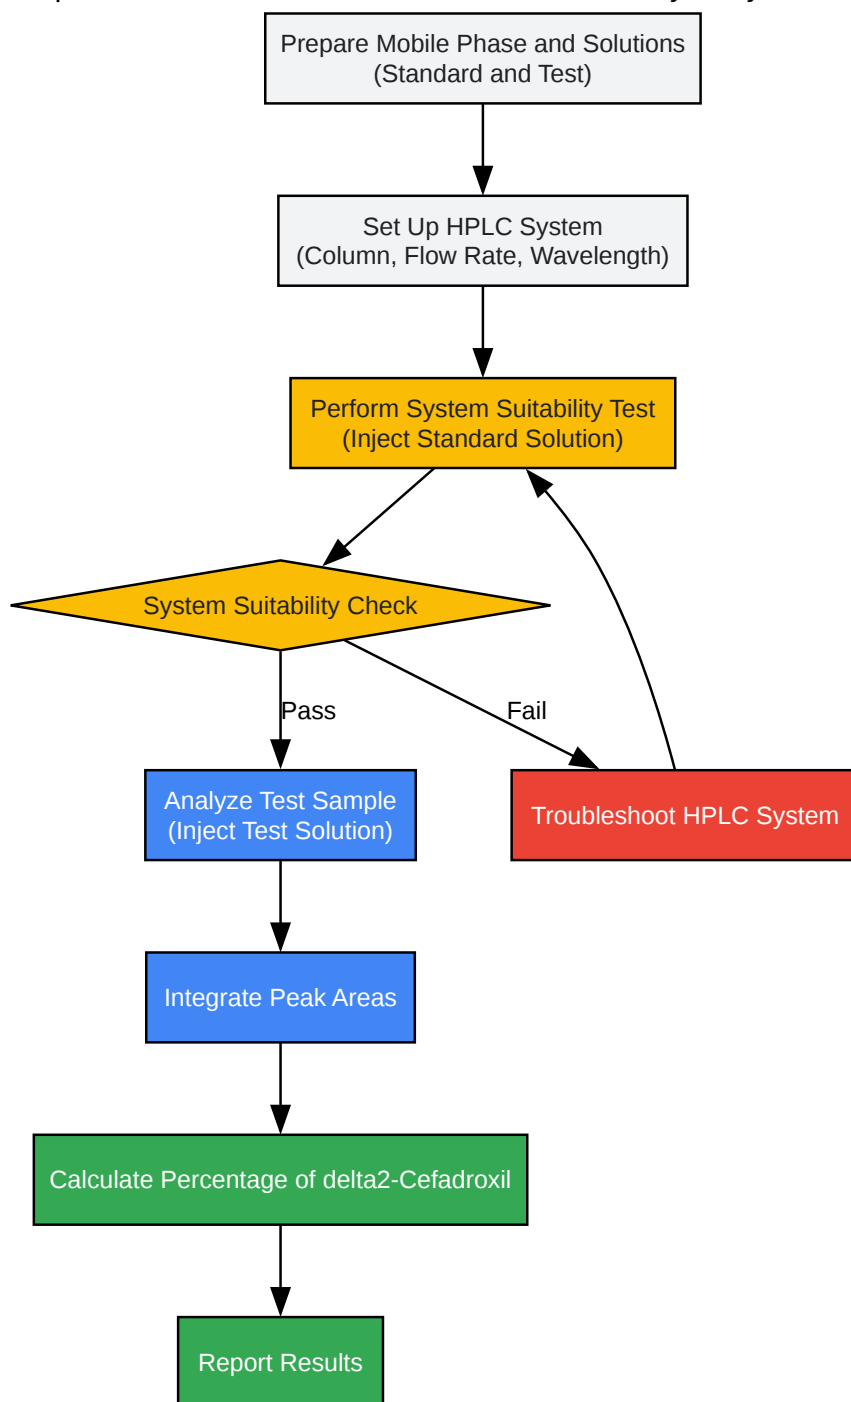 Prepare Mobile Phase and Solutions
(Standard and Test)
Set Up HPLC System
(Column, Flow Rate, Wavelength)
Perform System Suitability Test
(Inject Standard Solution)
System Suitability Check
Pass
Fail
Analyze Test Sample
(Inject Test Solution)
Troubleshoot HPLC System
Integrate Peak Areas
Calculate Percentage of delta2-Cefadroxil
Report Results